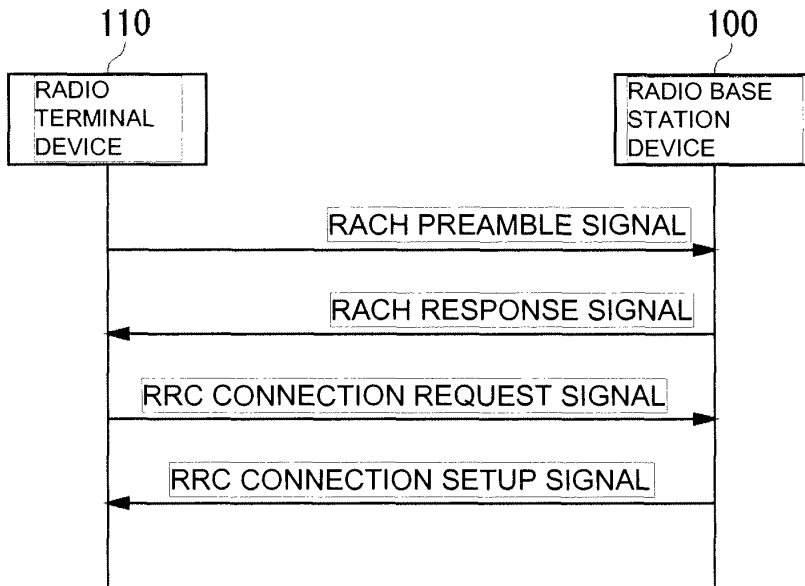 110
100
RADIO
TERMINAL
DEVICE
RADIO BASE
STATION
DEVICE
RACH PREAMBLE SIGNAL
RACH RESPONSE SIGNAL
RRC CONNECTION REQUEST SIGNAL
RRC CONNECTION SETUP SIGNAL